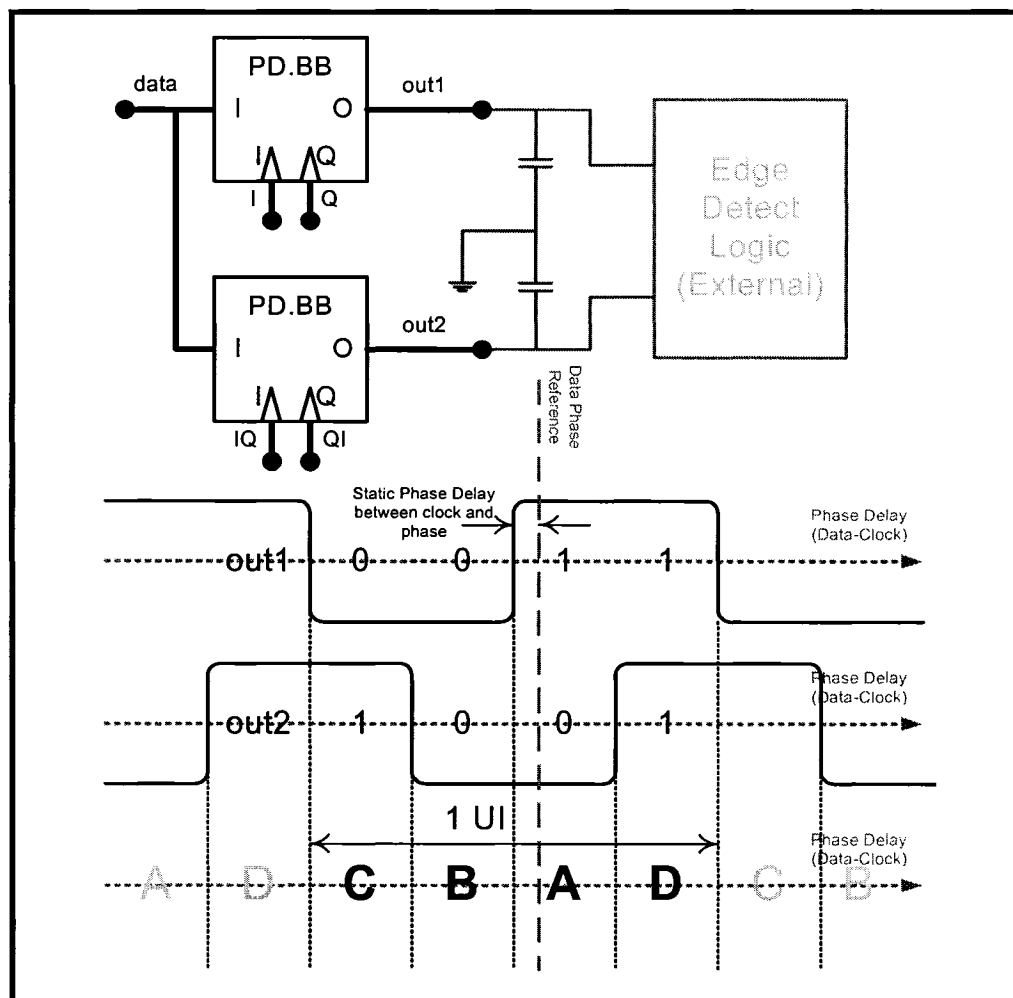 PD.BB
data
out1
I
O
I
Q
I
Q
Edge
Detect
Logic
(External)
PD.BB
out2
I
O
I
Q
IQ
QI
Data Phase
Reference
Static Phase Delay
between clock and
phase
Phase Delay
(Data-Clock)
out1 0 0 1 1
Phase Delay
(Data-Clock)
out2 1 0 0 1
1 UI
Phase Delay
(Data-Clock)
A D C B A D C B